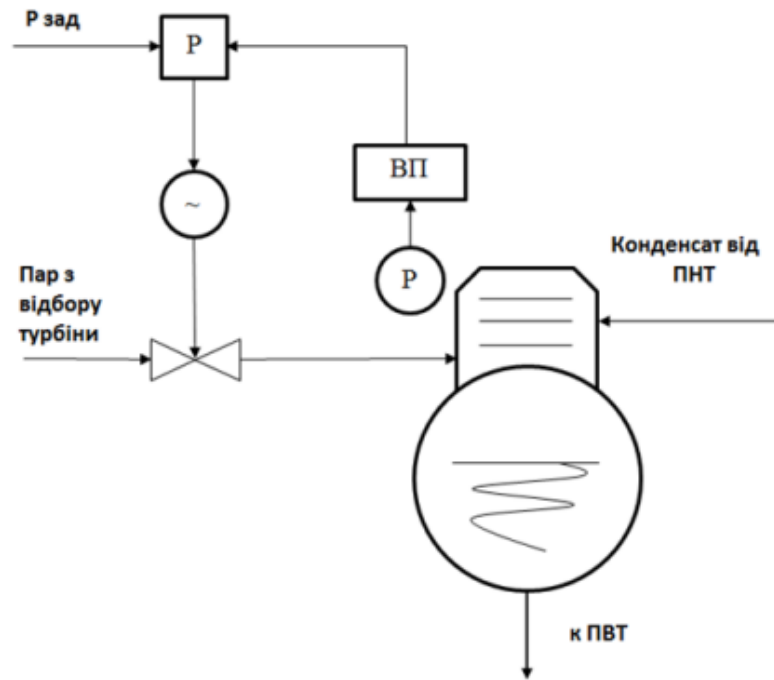 Р зад
Р
ВП
~
Р
Конденсат від
ПНТ
Пар з
відбору
турбіни
к ПВТ